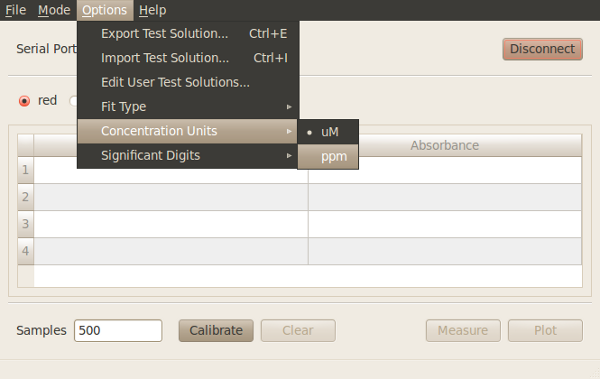 File Mode Options Help
Export Test Solution... Ctrl+E
Serial Port Disconnect
Import Test Solution... Ctrl+I
Edit User Test Solutions...
red Fit Type
Concentration Units uM
Absorbance
Significant Digits ppm
1
2
3
4
Samples 500 Calibrate Clear Measure Plot